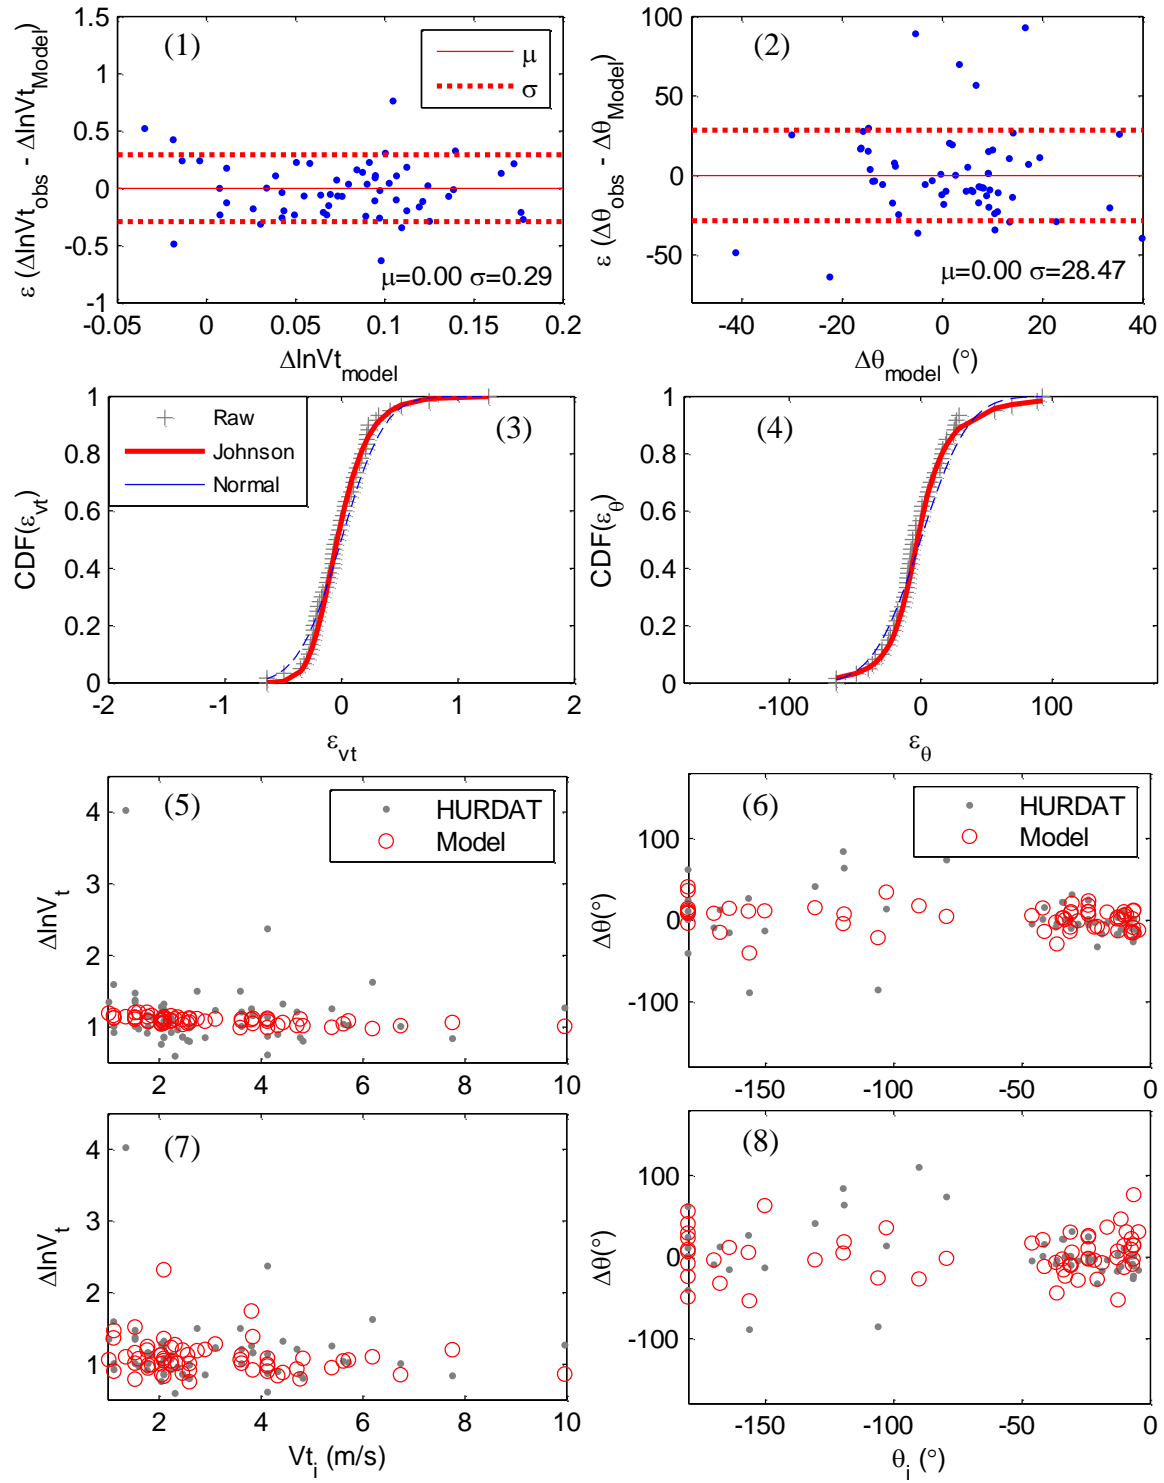 (1)
μ
σ
1.5
1
0.5
0
-0.5
-1
ε (ΔlnVt_obs - ΔlnVt_Model)
μ=0.00 σ=0.29
-0.05 0 0.05 0.1 0.15 0.2
ΔlnVt_model
(2)
100
50
0
-50
ε (Δθ_obs - Δθ_Model)
μ=0.00 σ=28.47
-40 -20 0 20 40
Δθ_model (°)
(3)
Raw
Johnson
Normal
1
0.8
0.6
0.4
0.2
0
CDF(ε_vt)
-2 -1 0 1 2
ε_vt
(4)
1
0.8
0.6
0.4
0.2
0
CDF(ε_θ)
-100 0 100
ε_θ
(5)
HURDAT
Model
4
3
2
1
ΔlnV_t
2 4 6 8 10
(6)
HURDAT
Model
100
0
-100
Δθ(°)
-150 -100 -50 0
(7)
4
3
2
1
ΔlnV_t
2 4 6 8 10
Vt_i (m/s)
(8)
100
0
-100
Δθ(°)
-150 -100 -50 0
θ_i (°)